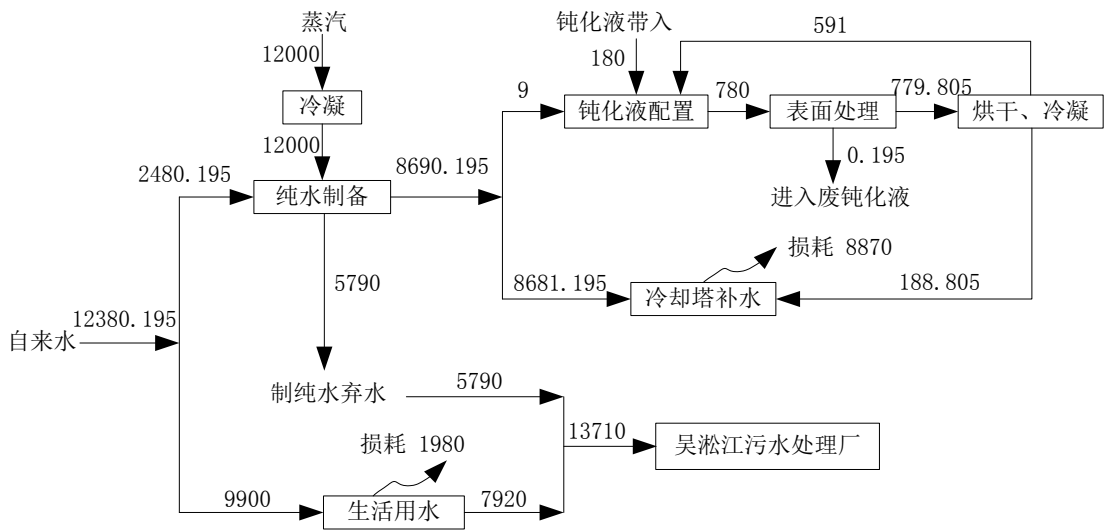 蒸汽
钝化液带入
591
12000
180
冷凝
9
钝化液配置
780
表面处理
779.805
烘干、冷凝
12000
2480.195
8690.195
0.195
纯水制备
进入废钝化液
损耗 8870
5790
8681.195
冷却塔补水
188.805
12380.195
自来水
制纯水弃水
5790
损耗 1980
13710
吴淞江污水处理厂
9900
生活用水
7920